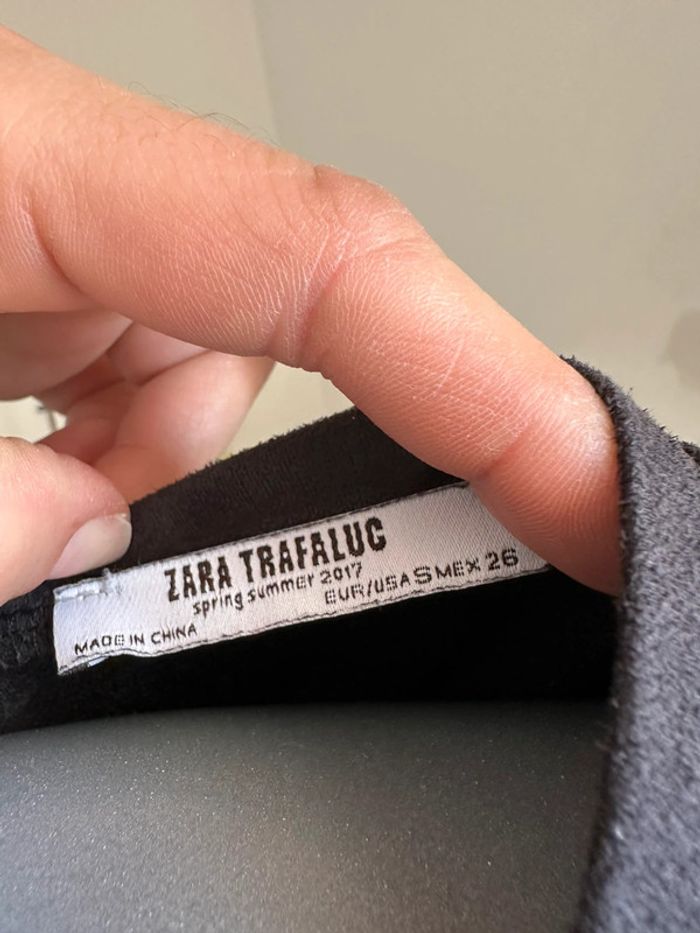 ZARA TRAFALUC
spring summer 2017
EUR/USA S MEX 26
MADE IN CHINA